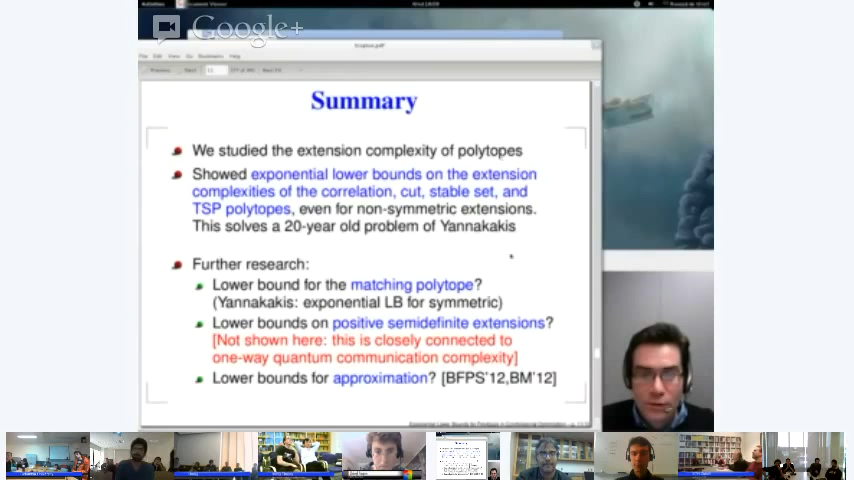 Google+
Summary
We studied the extension complexity of polytopes
Showed exponential lower bounds on the extension
complexities of the correlation, cut, stable set, and
TSP polytopes, even for non-symmetric extensions.
This solves a 20-year old problem of Yannakakis
Further research:
Lower bound for the matching polytope?
(Yannakakis: exponential LB for symmetric)
Lower bounds on positive semidefinite extensions?
[Not shown here: this is closely connected to
one-way quantum communication complexity]
Lower bounds for approximation? [BFPS'12,BM'12]